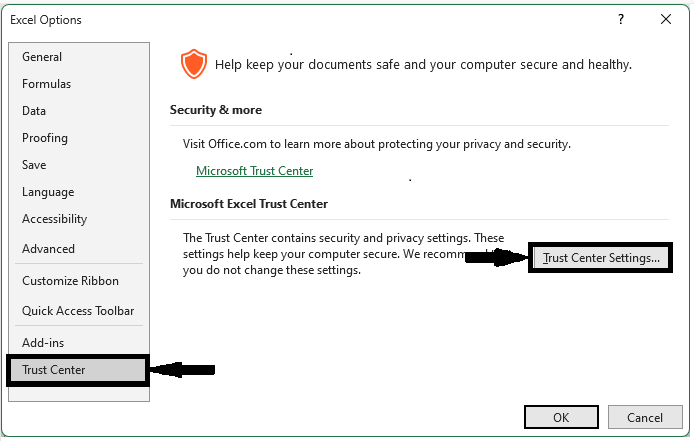 Excel Options
?
General
Formulas
Data
Proofing
Save
Language
Accessibility
Advanced
Customize Ribbon
Quick Access Toolbar
Add-ins
Trust Center
Help keep your documents safe and your computer secure and healthy.
Security & more
Visit Office.com to learn more about protecting your privacy and security.
Microsoft Trust Center
Microsoft Excel Trust Center
The Trust Center contains security and privacy settings. These
settings help keep your computer secure. We recommend
you do not change these settings.
Trust Center Settings...
OK
Cancel